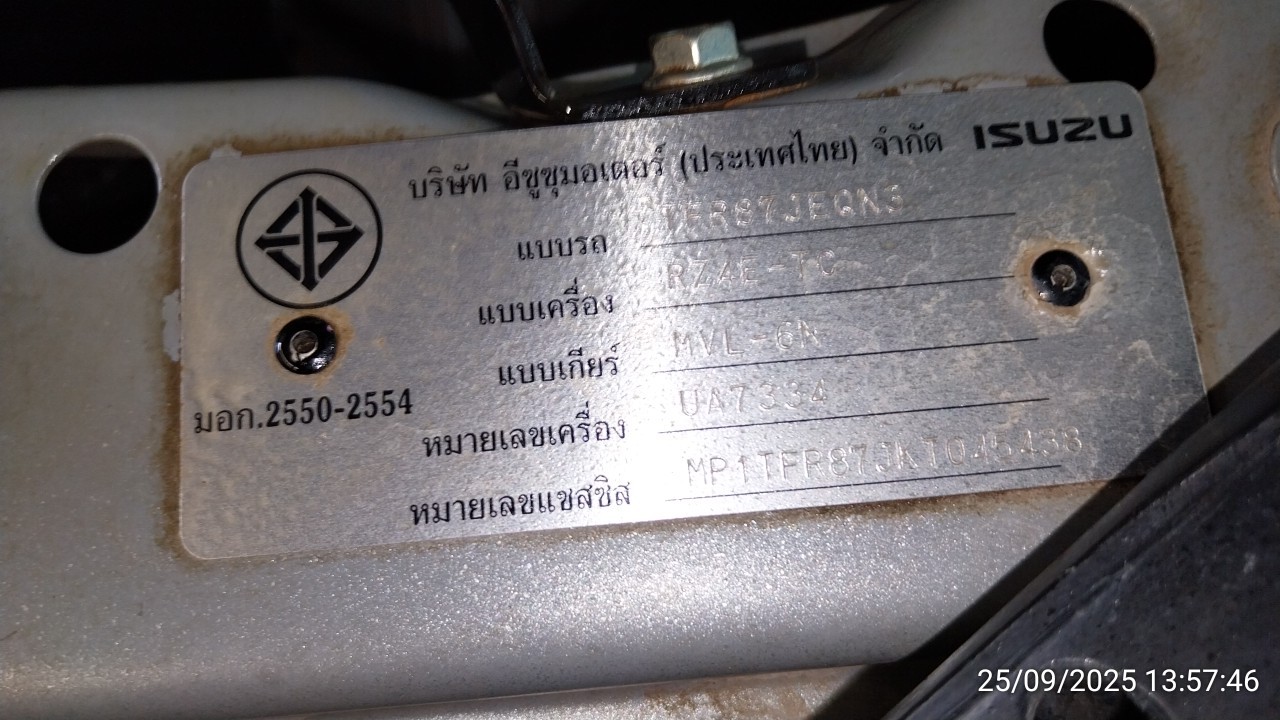 บริษัท อีซูซุมอเตอร์ (ประเทศไทย) จำกัด ISUZU
แบบรถ TFR87JEQNS
แบบเครื่อง RZ4E-TC
แบบเกียร์ MVL-6N
มอก.2550-2554
หมายเลขเครื่อง UA7334
หมายเลขแชสซิส
25/09/2025 13:57:46